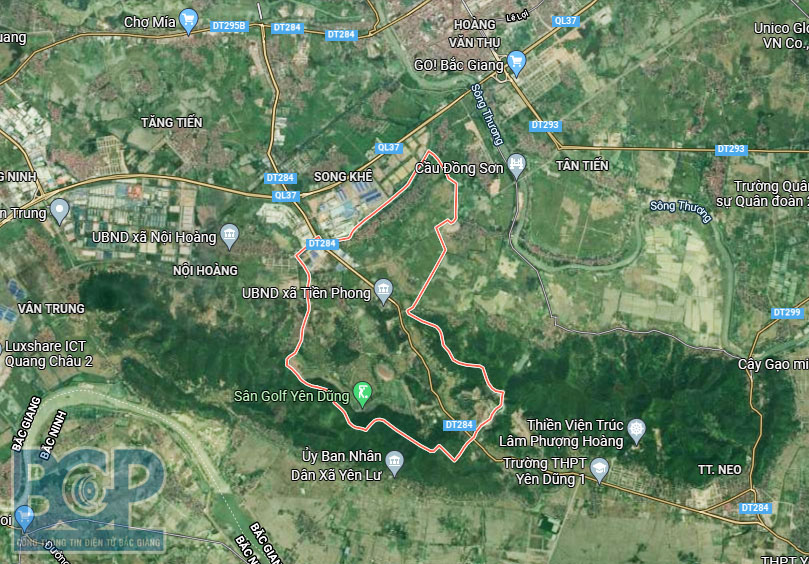 Chợ Mía
DT295B
DT284
DT284
HOÀNG
VĂN THỤ
Lê Lợi
QL37
Unico Glo
VN Co.,
uang
GO! Bắc Giang
Sông Thương
TĂNG TIẾN
DT293
DT293
QL37
Cầu Đồng Sơn
TÂN TIẾN
NG NINH
DT284
SONG KHÊ
QL37
Trường Quân
sự Quân đoàn 2
Sông Thương
n Trung
UBND xã Nội Hoàng
DT284
NỘI HOÀNG
UBND xã Tiền Phong
VÂN TRUNG
DT299
Luxshare ICT
Quang Châu 2
Cây Gạo mi
Sân Golf Yên Dũng
BẮC GIANG
BẮC NINH
DT284
Thiền Viện Trúc
Lâm Phượng Hoàng
Ủy Ban Nhân
Dân Xã Yên Lư
Trường THPT
Yên Dũng 1
TT. NEO
BGP
DT284
oi
CỔNG THÔNG TIN ĐIỆN TỬ BẮC GIANG
Đường
BẮC GIANG
THPT Y